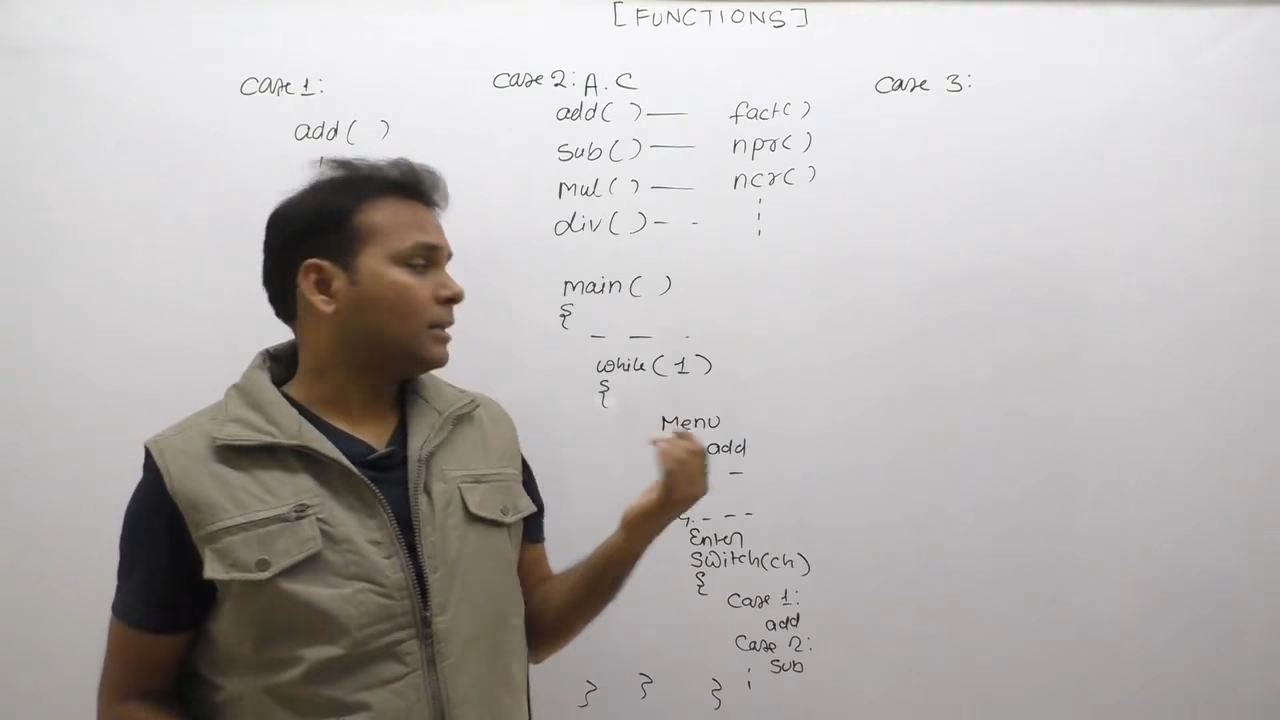 [FUNCTIONS]
Case 1:
add( )
Case 2: A.C
add( ) —
sub( ) —
mul( ) —
div( ) - -
fact( )
npr( )
ncr( )
main( )
{
— — -
while(1)
{
Menu
add
-
4. - - -
Enter
Switch(ch)
{
Case 1:
add
Case 2:
sub
} } }
Case 3: